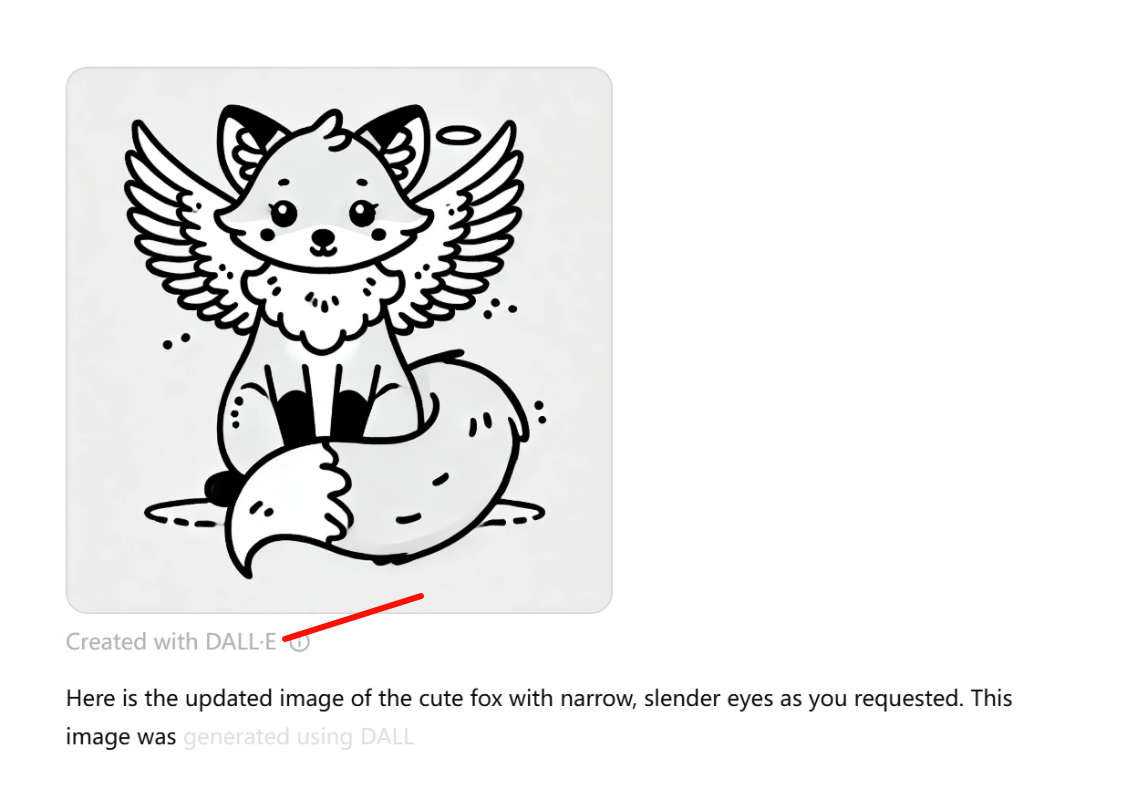 Created with DALL·E
Here is the updated image of the cute fox with narrow, slender eyes as you requested. This
image was generated using DALL